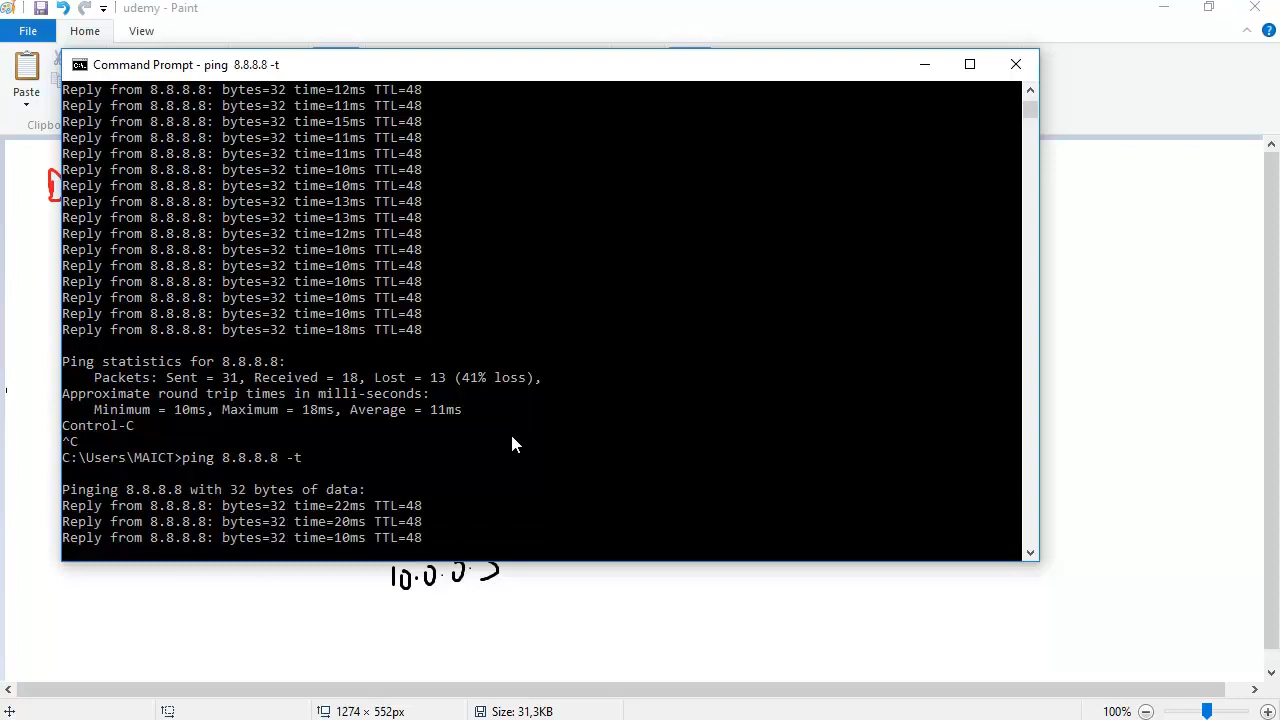 udemy - Paint
File
Home
View
Paste
Clipb
Command Prompt - ping 8.8.8.8 -t
Reply from 8.8.8.8: bytes=32 time=12ms TTL=48
Reply from 8.8.8.8: bytes=32 time=11ms TTL=48
Reply from 8.8.8.8: bytes=32 time=15ms TTL=48
Reply from 8.8.8.8: bytes=32 time=11ms TTL=48
Reply from 8.8.8.8: bytes=32 time=11ms TTL=48
Reply from 8.8.8.8: bytes=32 time=10ms TTL=48
Reply from 8.8.8.8: bytes=32 time=10ms TTL=48
Reply from 8.8.8.8: bytes=32 time=13ms TTL=48
Reply from 8.8.8.8: bytes=32 time=13ms TTL=48
Reply from 8.8.8.8: bytes=32 time=12ms TTL=48
Reply from 8.8.8.8: bytes=32 time=10ms TTL=48
Reply from 8.8.8.8: bytes=32 time=10ms TTL=48
Reply from 8.8.8.8: bytes=32 time=10ms TTL=48
Reply from 8.8.8.8: bytes=32 time=10ms TTL=48
Reply from 8.8.8.8: bytes=32 time=10ms TTL=48
Reply from 8.8.8.8: bytes=32 time=18ms TTL=48
Ping statistics for 8.8.8.8:
Packets: Sent = 31, Received = 18, Lost = 13 (41% loss),
Approximate round trip times in milli-seconds:
Minimum = 10ms, Maximum = 18ms, Average = 11ms
Control-C
^C
C:\Users\MAICT>ping 8.8.8.8 -t
Pinging 8.8.8.8 with 32 bytes of data:
Reply from 8.8.8.8: bytes=32 time=22ms TTL=48
Reply from 8.8.8.8: bytes=32 time=20ms TTL=48
Reply from 8.8.8.8: bytes=32 time=10ms TTL=48
1274 × 552px
Size: 31,3KB
100%